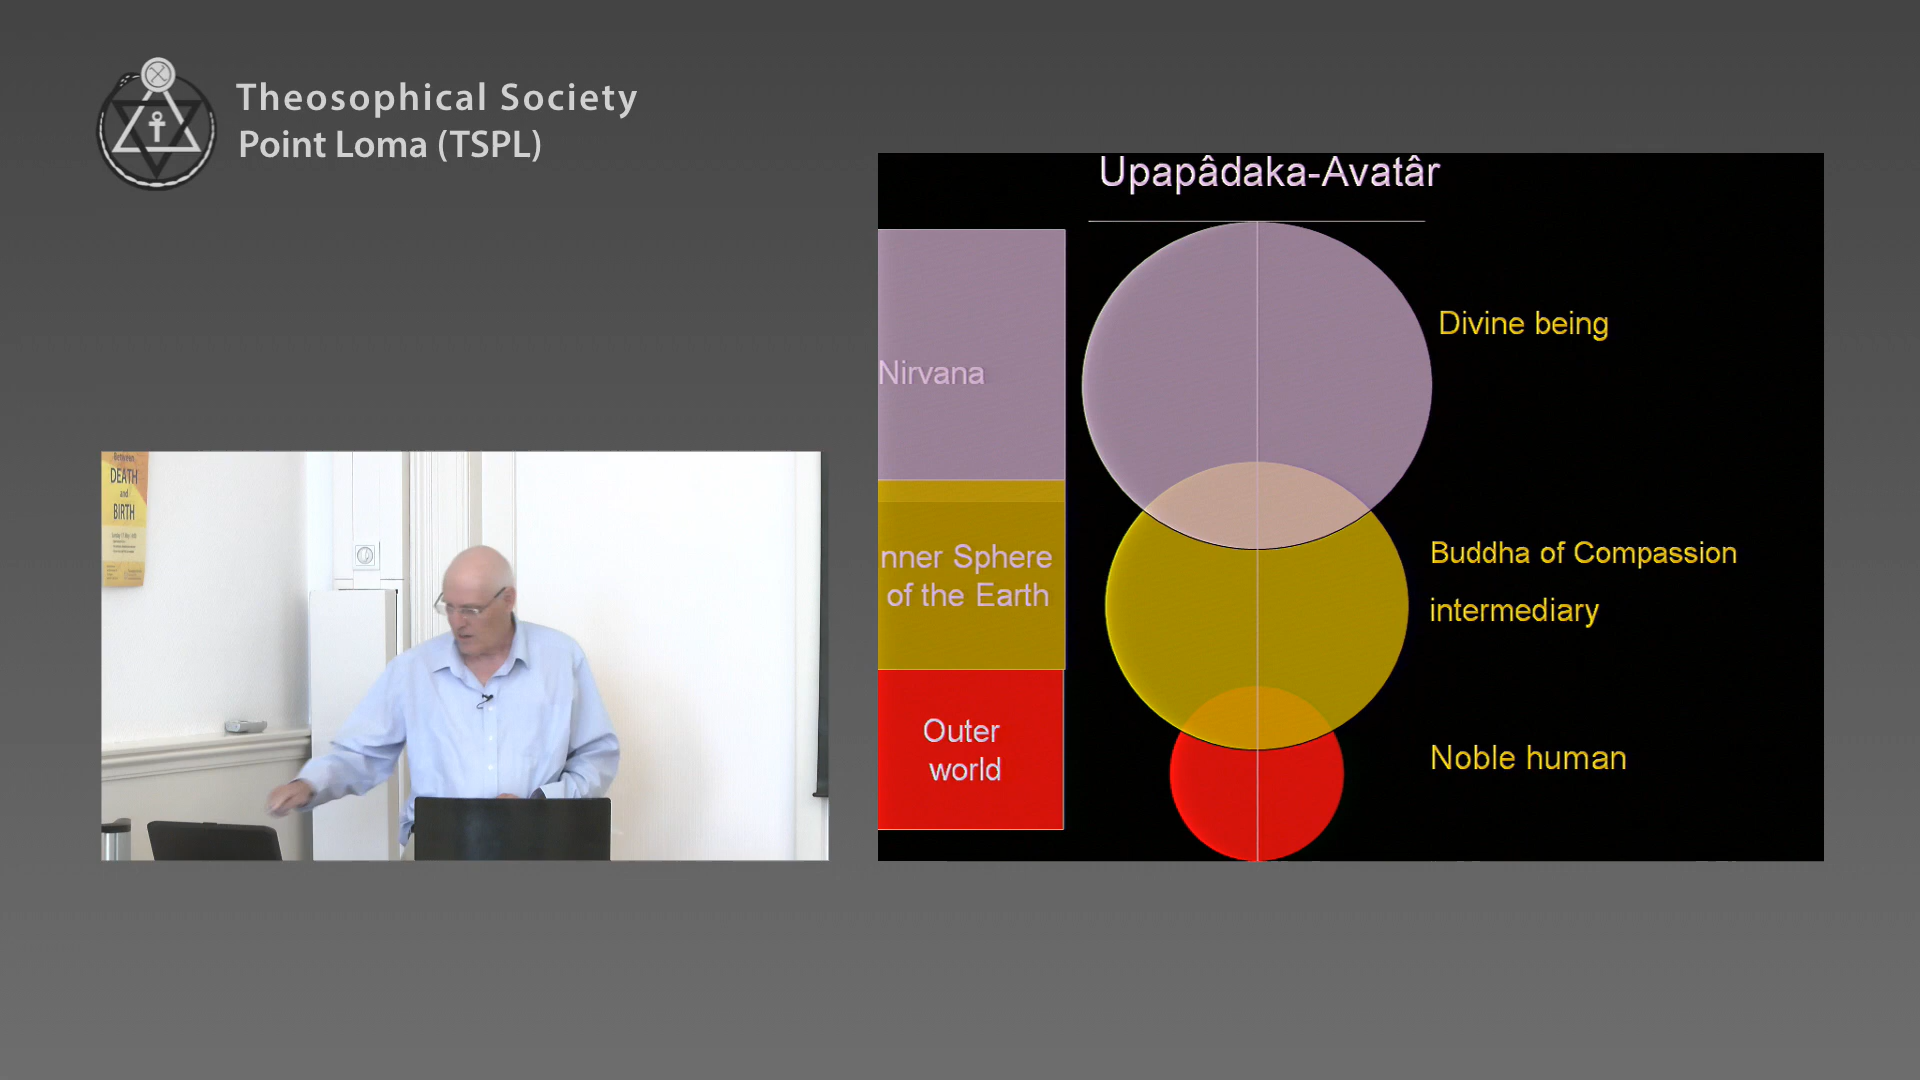 Theosophical Society
Point Loma (TSPL)
Upapâdaka-Avatâr
Nirvana
nner Sphere
of the Earth
Outer
world
Divine being
Buddha of Compassion
intermediary
Noble human
Between
DEATH
and
BIRTH